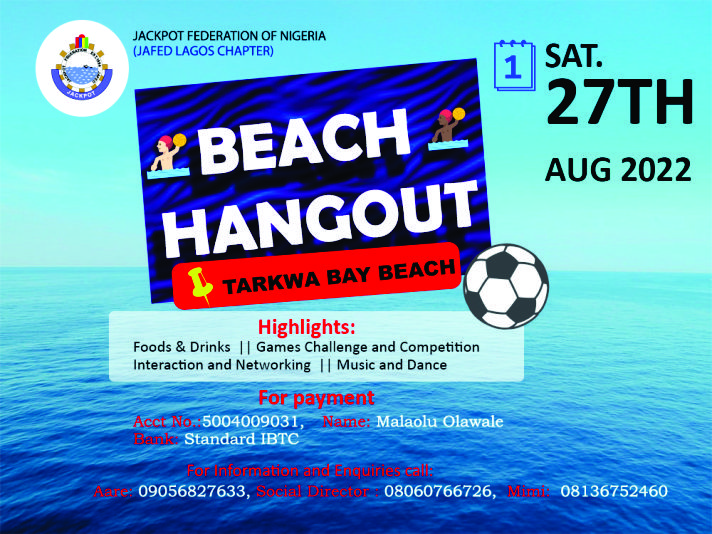 JACKPOT FEDERATION OF NIGERIA
(JAFED LAGOS CHAPTER)
JACKPOT
1
SAT.
27TH
AUG 2022
BEACH
HANGOUT
TARKWA BAY BEACH
Highlights:
Foods & Drinks || Games Challenge and Competition
Interaction and Networking || Music and Dance
For payment
Acct No.:5004009031, Name: Malaolu Olawale
Bank: Standard IBTC
For Information and Enquiries call:
Aare: 09056827633, Social Director : 08060766726, Mimi: 08136752460